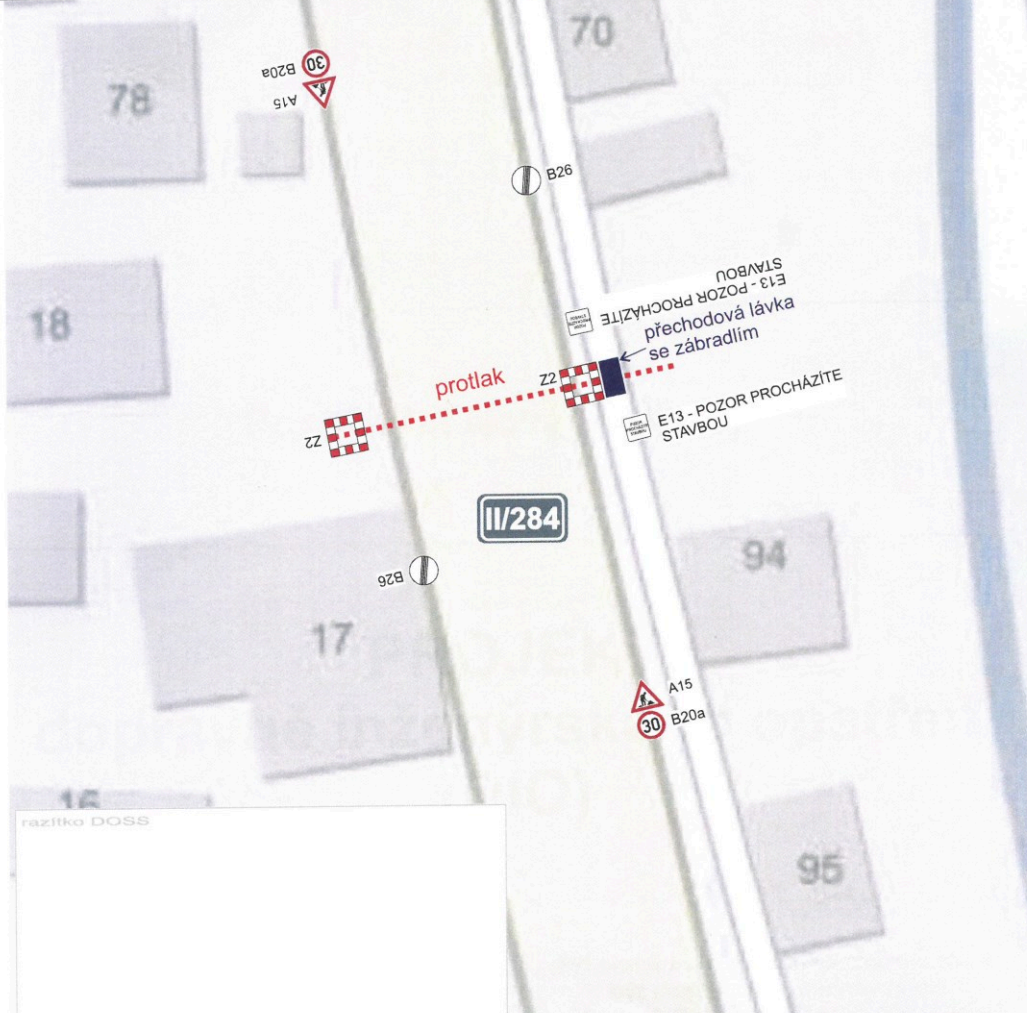 70
30
B20a
A15
78
B26
E13 - POZOR PROCHÁZÍTE
STAVBOU
18
přechodová lávka
se zábradlím
protlak
Z2
E13 - POZOR PROCHÁZÍTE
STAVBOU
Z2
II/284
94
B26
17
A15
30
B20a
16
razítko DOSS
95